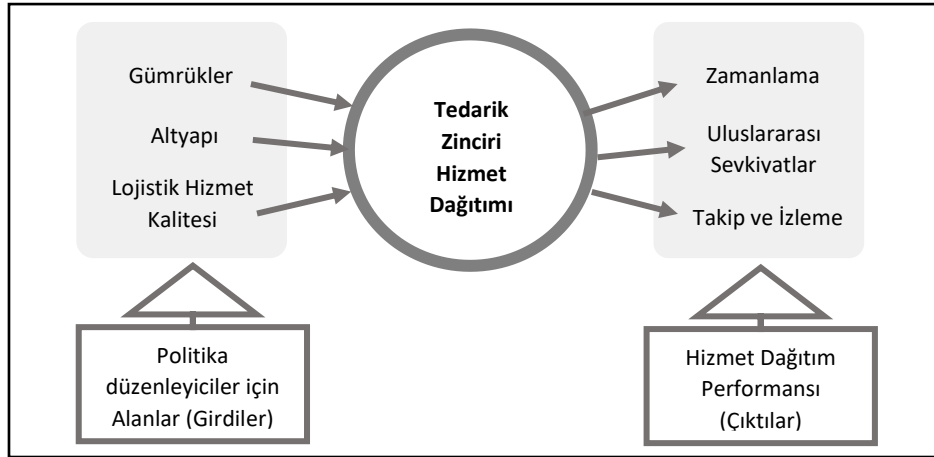 Gümrükler
Altyapı
Lojistik Hizmet
Kalitesi
Tedarik
Zinciri
Hizmet
Dağıtımı
Zamanlama
Uluslararası
Sevkiyatlar
Takip ve İzleme
Politika
düzenleyiciler için
Alanlar (Girdiler)
Hizmet Dağıtım
Performansı
(Çıktılar)